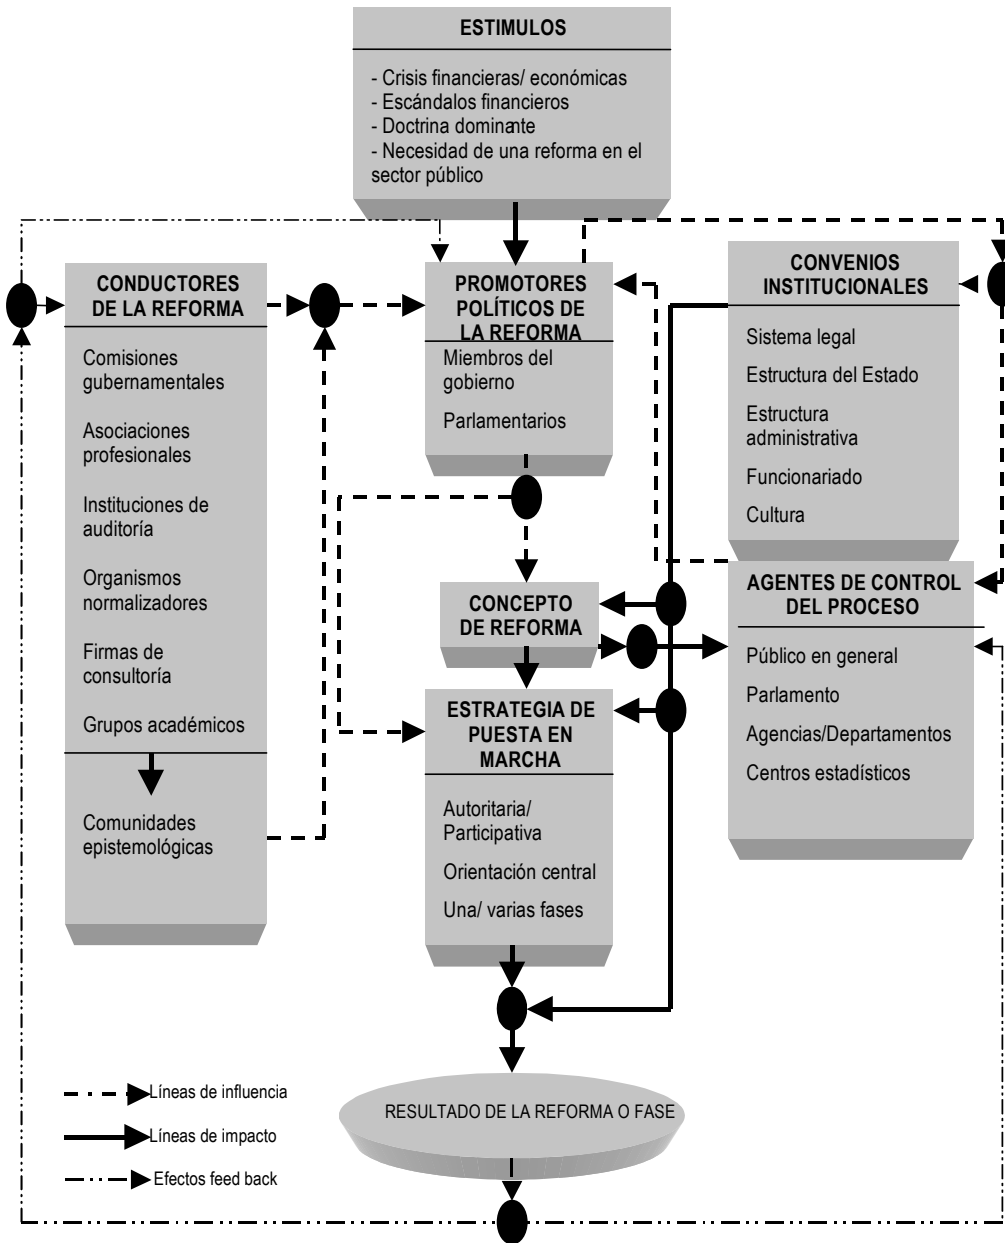 ESTIMULOS
- Crisis financieras/ económicas
- Escándalos financieros
- Doctrina dominante
- Necesidad de una reforma en el
sector público
CONDUCTORES
DE LA REFORMA
Comisiones
gubernamentales
Asociaciones
profesionales
Instituciones de
auditoría
Organismos
normalizadores
Firmas de
consultoría
Grupos académicos
Comunidades
epistemológicas
PROMOTORES
POLÍTICOS DE
LA REFORMA
Miembros del
gobierno
Parlamentarios
CONVENIOS
INSTITUCIONALES
Sistema legal
Estructura del Estado
Estructura
administrativa
Funcionariado
Cultura
CONCEPTO
DE REFORMA
AGENTES DE CONTROL
DEL PROCESO
Público en general
Parlamento
Agencias/Departamentos
Centros estadísticos
ESTRATEGIA DE
PUESTA EN
MARCHA
Autoritaria/
Participativa
Orientación central
Una/ varias fases
RESULTADO DE LA REFORMA O FASE
Líneas de influencia
Líneas de impacto
Efectos feed back